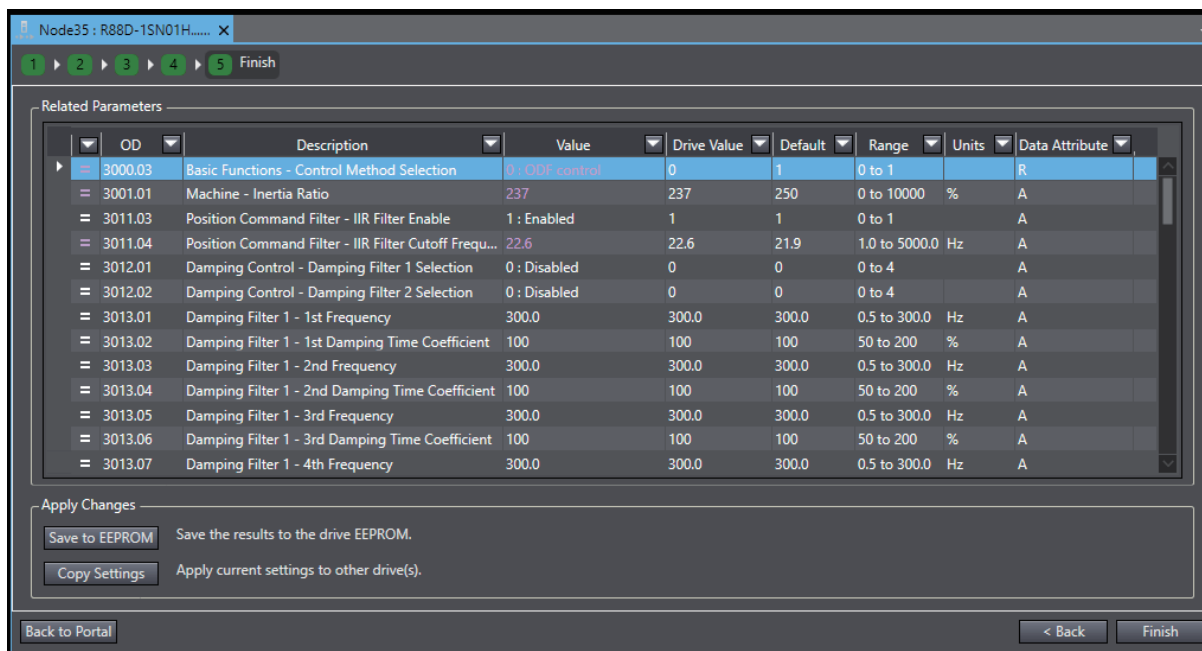 Node35 : R88D-1SN01H...... ×
1 2 3 4 5 Finish
Related Parameters
OD Description Value Drive Value Default Range Units Data Attribute
= 3000.03 Basic Functions - Control Method Selection 0 : ODF control 0 1 0 to 1 R
= 3001.01 Machine - Inertia Ratio 237 237 250 0 to 10000 % A
= 3011.03 Position Command Filter - IIR Filter Enable 1 : Enabled 1 1 0 to 1 A
= 3011.04 Position Command Filter - IIR Filter Cutoff Frequ... 22.6 22.6 21.9 1.0 to 5000.0 Hz A
= 3012.01 Damping Control - Damping Filter 1 Selection 0 : Disabled 0 0 0 to 4 A
= 3012.02 Damping Control - Damping Filter 2 Selection 0 : Disabled 0 0 0 to 4 A
= 3013.01 Damping Filter 1 - 1st Frequency 300.0 300.0 300.0 0.5 to 300.0 Hz A
= 3013.02 Damping Filter 1 - 1st Damping Time Coefficient 100 100 100 50 to 200 % A
= 3013.03 Damping Filter 1 - 2nd Frequency 300.0 300.0 300.0 0.5 to 300.0 Hz A
= 3013.04 Damping Filter 1 - 2nd Damping Time Coefficient 100 100 100 50 to 200 % A
= 3013.05 Damping Filter 1 - 3rd Frequency 300.0 300.0 300.0 0.5 to 300.0 Hz A
= 3013.06 Damping Filter 1 - 3rd Damping Time Coefficient 100 100 100 50 to 200 % A
= 3013.07 Damping Filter 1 - 4th Frequency 300.0 300.0 300.0 0.5 to 300.0 Hz A
Apply Changes
Save to EEPROM Save the results to the drive EEPROM.
Copy Settings Apply current settings to other drive(s).
Back to Portal < Back Finish